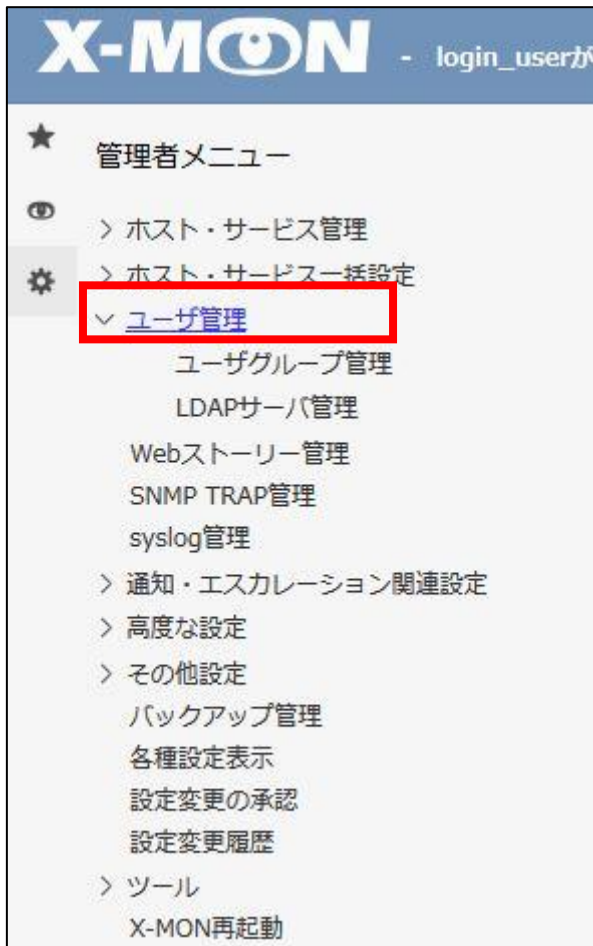 X-MON - login_userが
管理者メニュー
ホスト・サービス管理
ホスト・サービス一括設定
ユーザ管理
ユーザグループ管理
LDAPサーバ管理
Webストーリー管理
SNMP TRAP管理
syslog管理
通知・エスカレーション関連設定
高度な設定
その他設定
バックアップ管理
各種設定表示
設定変更の承認
設定変更履歴
ツール
X-MON再起動